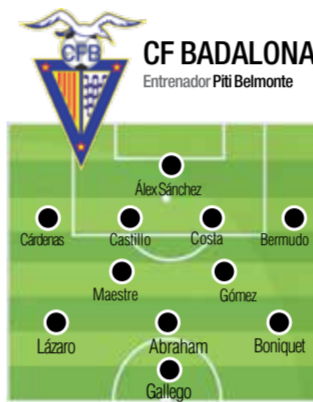 CFB
CF BADALONA
Entrenador Piti Belmonte
Álex Sánchez
Cárdenas Castillo Costa Bermudo
Maestre Gómez
Lázaro Abraham Boniquet
Gallego